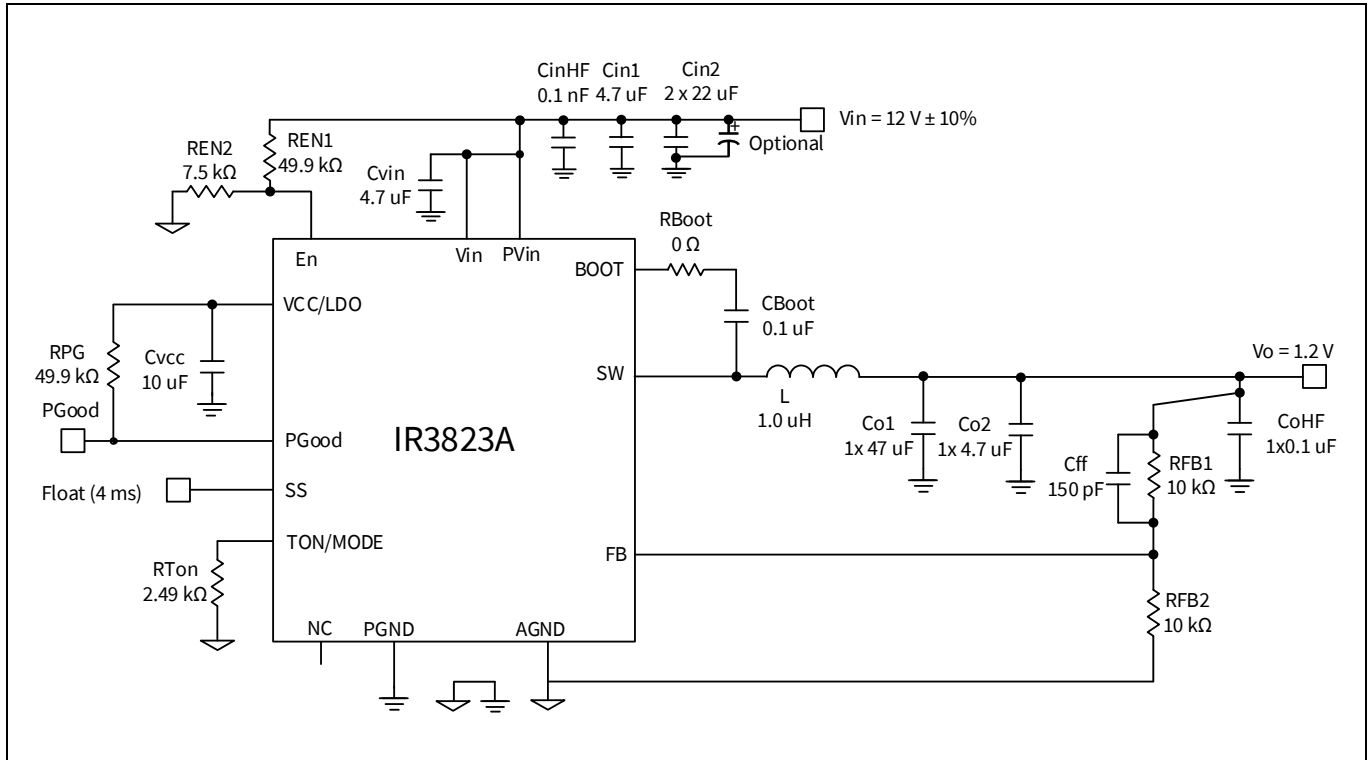 CinHF
0.1 nF
Cin1
4.7 uF
Cin2
2 x 22 uF
Vin = 12 V ± 10%
Optional
REN1
49.9 kΩ
REN2
7.5 kΩ
Cvin
4.7 uF
En
Vin
PVin
RBoot
0 Ω
BOOT
CBoot
0.1 uF
VCC/LDO
RPG
49.9 kΩ
Cvcc
10 uF
SW
L
1.0 uH
Vo = 1.2 V
PGood
PGood
IR3823A
Co1
1x 47 uF
Co2
1x 4.7 uF
CoHF
1x0.1 uF
Cff
150 pF
RFB1
10 kΩ
Float (4 ms)
SS
TON/MODE
FB
RTon
2.49 kΩ
RFB2
10 kΩ
NC
PGND
AGND